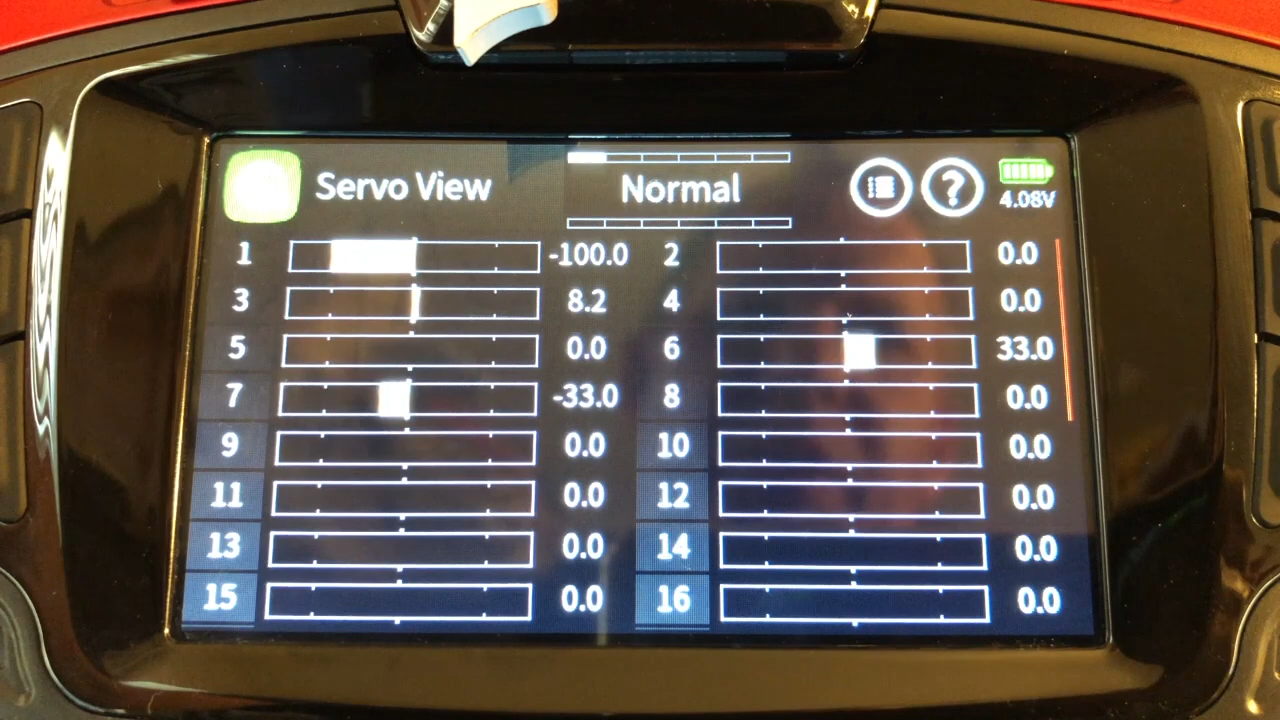 Servo View Normal ? 4.08V
1 -100.0 2 0.0
3 8.2 4 0.0
5 0.0 6 33.0
7 -33.0 8 0.0
9 0.0 10 0.0
11 0.0 12 0.0
13 0.0 14 0.0
15 0.0 16 0.0